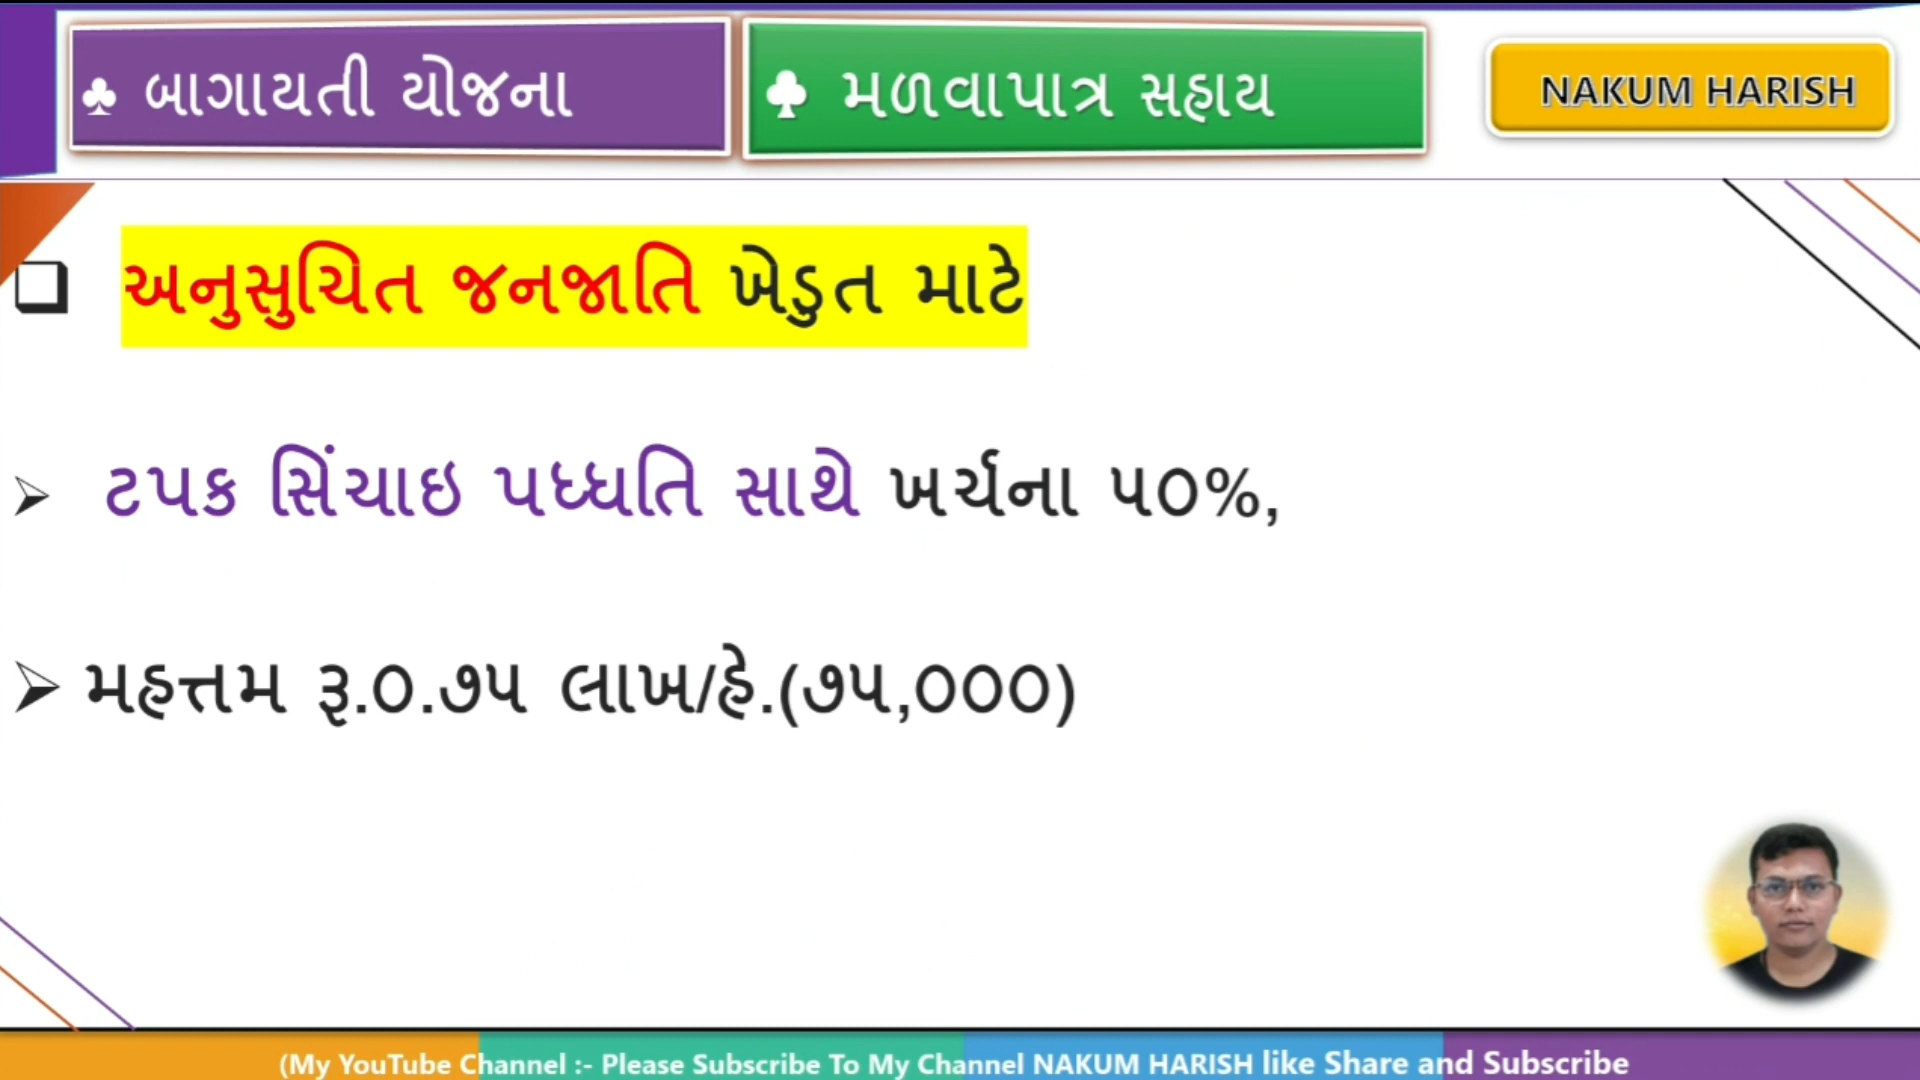 ♣ બાગાયતી યોજના
♣ મળવાપાત્ર સહાય
NAKUM HARISH
❑ અનુસુચિત જનજાતિ ખેડુત માટે
➢ ટપક સિંચાઇ પધ્ધતિ સાથે ખર્ચના ૫૦%,
➢ મહત્તમ રૂ.૦.૭૫ લાખ/હે.(૭૫,૦૦૦)
(My YouTube Channel :- Please Subscribe To My Channel NAKUM HARISH like Share and Subscribe